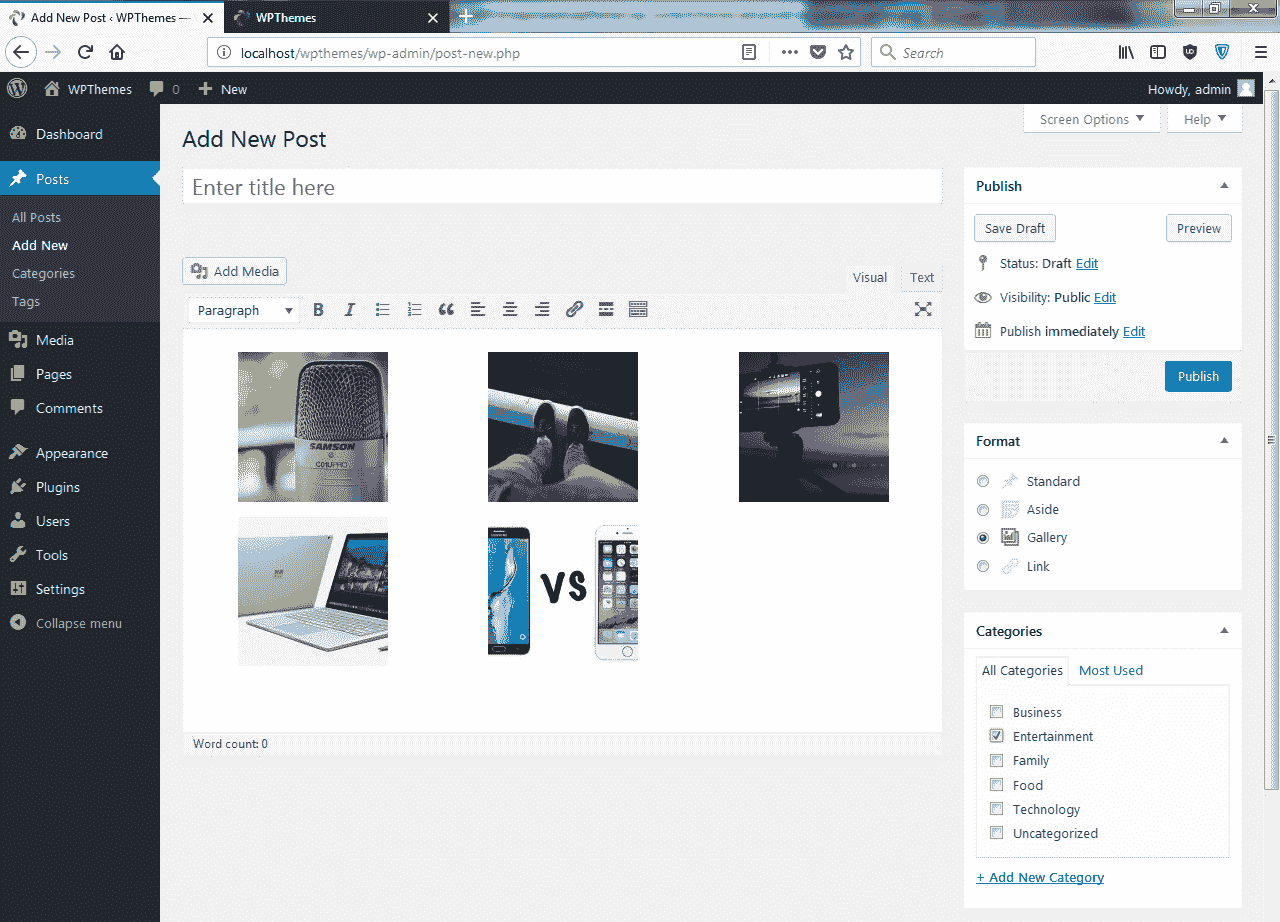 Add New Post ‹ WPThemes —
WPThemes
localhost/wpthemes/wp-admin/post-new.php
Search
WPThemes
0
New
Howdy, admin
Dashboard
Posts
All Posts
Add New
Categories
Tags
Media
Pages
Comments
Appearance
Plugins
Users
Tools
Settings
Collapse menu
Screen Options
Help
Add New Post
Enter title here
Add Media
Visual
Text
Paragraph
B
I
SAMSON
C01U PRO
VS
Word count: 0
Publish
Save Draft
Preview
Status: Draft Edit
Visibility: Public Edit
Publish immediately Edit
Publish
Format
Standard
Aside
Gallery
Link
Categories
All Categories
Most Used
Business
Entertainment
Family
Food
Technology
Uncategorized
+ Add New Category